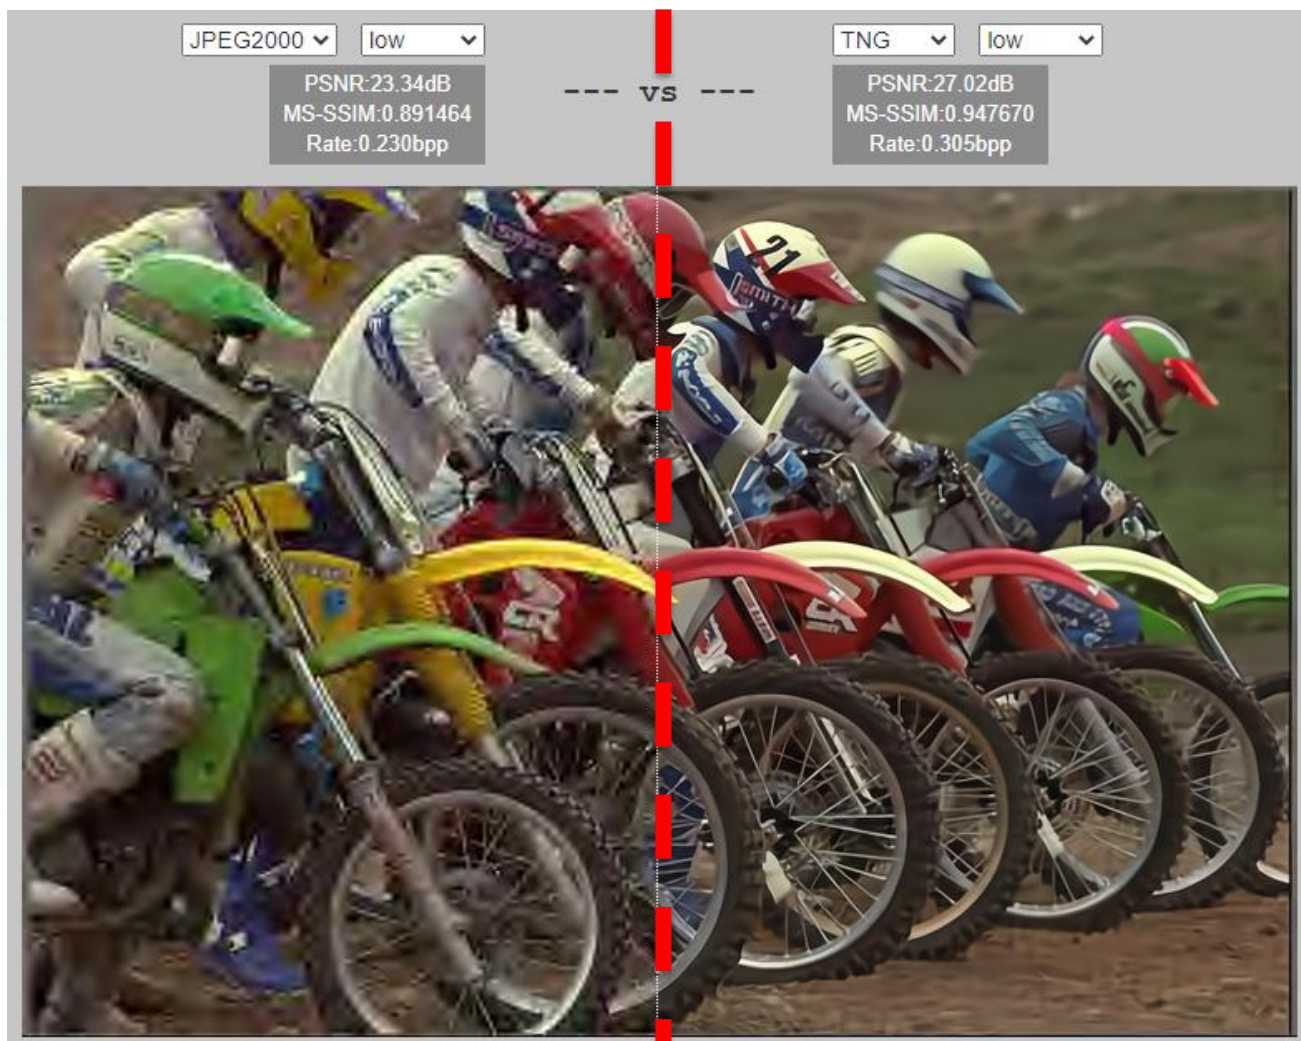 JPEG2000 low
PSNR:23.34dB
MS-SSIM:0.891464
Rate:0.230bpp
--- vs ---
TNG low
PSNR:27.02dB
MS-SSIM:0.947670
Rate:0.305bpp
21